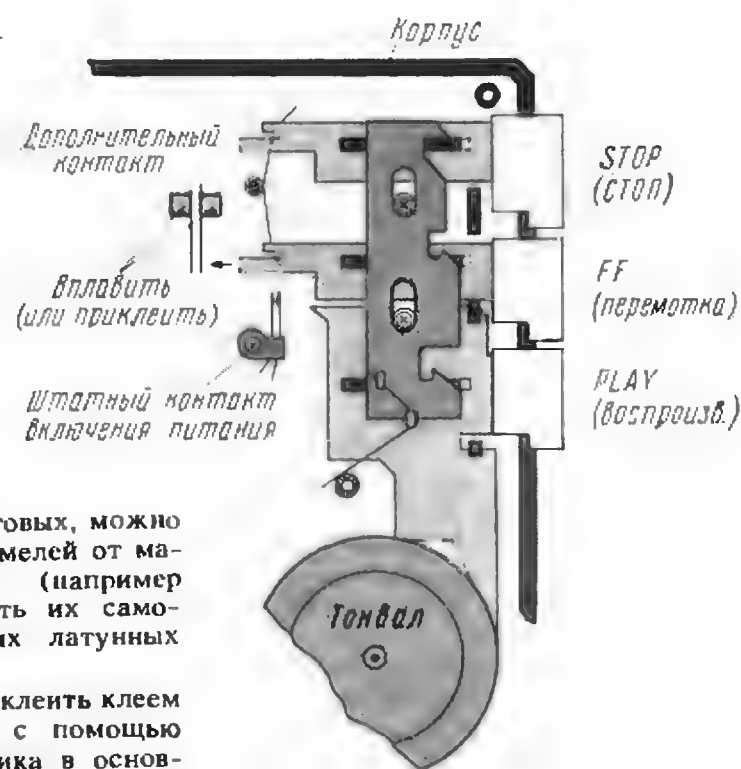 Корпус
Дополнительный
контакт
Вплавить
(или приклеить)
Штатный контакт
включения питания
STOP
(СТОП)
FF
(перемотка)
PLAY
(воспроизв.)
Тонвал
товых, можно
мелей от ма-
(например
ть их само-
их латунных
клеить клеем
с помощью
ика в основ-